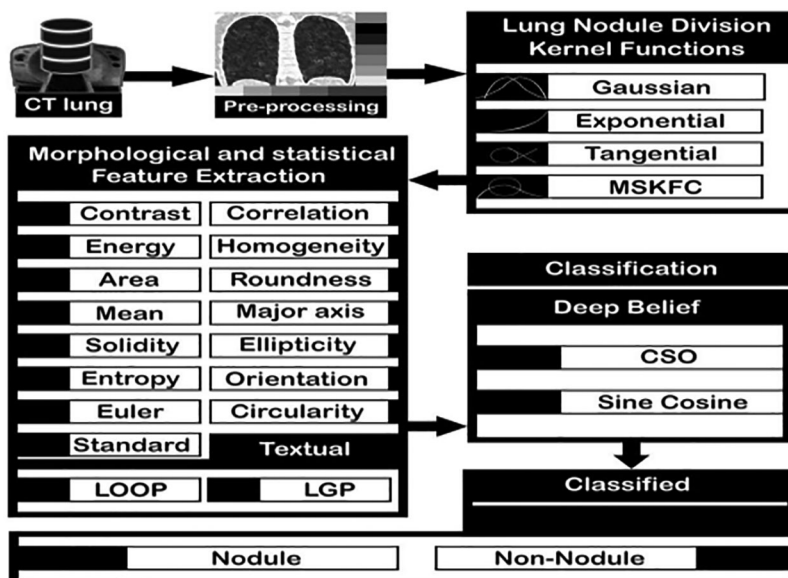 CT lung
Pre-processing
Lung Nodule Division
Kernel Functions
Gaussian
Exponential
Tangential
MSKFC
Morphological and statistical
Feature Extraction
Contrast
Correlation
Energy
Homogeneity
Area
Roundness
Mean
Major axis
Solidity
Ellipticity
Entropy
Orientation
Euler
Circularity
Standard
Textual
LOOP
LGP
Classification
Deep Belief
CSO
Sine Cosine
Classified
Nodule
Non-Nodule